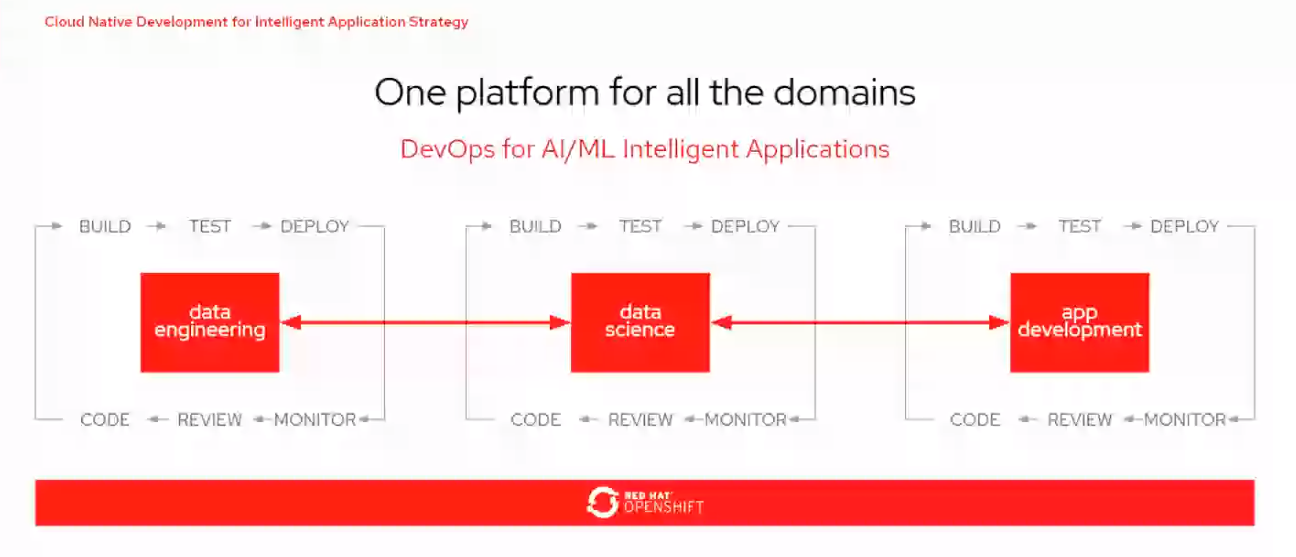 Cloud Native Development for Intelligent Application Strategy
One platform for all the domains
DevOps for AI/ML Intelligent Applications
BUILD TEST DEPLOY
data
engineering
CODE REVIEW MONITOR
BUILD TEST DEPLOY
data
science
CODE REVIEW MONITOR
BUILD TEST DEPLOY
app
development
CODE REVIEW MONITOR
RED HAT
OPENSHIFT